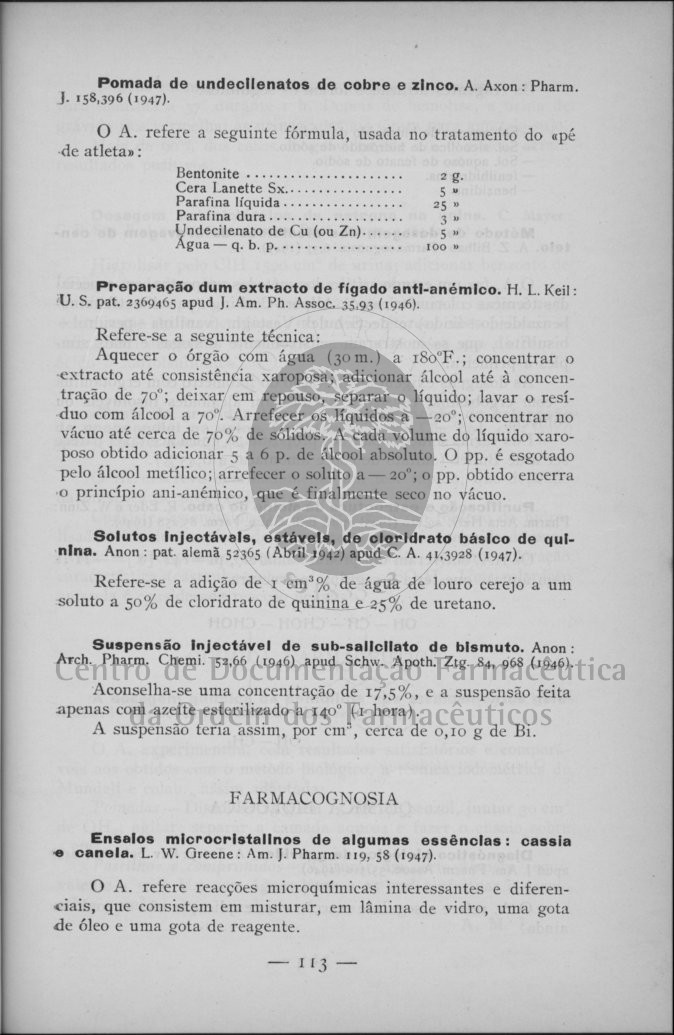 Pomada de undecilenatos de cobre e zinco. A. Axon : Pharm.
J. 158,396 (1947).
O A. refere a seguinte fórmula, usada no tratamento do «pé
de atleta» :
Bentonite ...................... 2 g.
Cera Lanette Sx................ 5 »
Parafina líquida ................. 25 »
Parafina dura ................... 3 »
Undecilenato de Cu (ou Zn)...... 5 »
Água — q. b. p. ................. 100 »
Preparação dum extracto de fígado anti-anémico. H. L. Keil :
U. S. pat. 2369465 apud J. Am. Ph. Assoc. 35,93 (1946).
Refere-se a seguinte técnica:
Aquecer o órgão com água (30 m.) a 180°F.; concentrar o
extracto até consistência xaroposa; adicionar álcool até à concen-
tração de 70°; deixar em repouso, separar o líquido; lavar o resí-
duo com álcool a 70°. Arrefecer os líquidos a —20°; concentrar no
vácuo até cerca de 70% de sólidos. A cada volume do líquido xaro-
poso obtido adicionar 5 a 6 p. de álcool absoluto. O pp. é esgotado
pelo álcool metílico; arrefecer o soluto a — 20°; o pp. obtido encerra
o princípio ani-anémico, que é finalmente seco no vácuo.
Solutos injectáveis, estáveis, de cloridrato básico de qui-
nina. Anon : pat. alemã 52365 (Abril 1942) apud C. A. 41,3928 (1947).
Refere-se a adição de 1 cm³% de água de louro cerejo a um
soluto a 50% de cloridrato de quinina e 25% de uretano.
Suspensão injectável de sub-salicilato de bismuto. Anon :
Arch. Pharm. Chemi. 52,66 (1946) apud Schw. Apoth. Ztg. 84, 968 (1946).
Centro de Documentação Farmacêutica
Aconselha-se uma concentração de 17,5%, e a suspensão feita
apenas com azeite esterilizado a 140° (1 hora).
da Ordem dos Farmacêuticos
A suspensão teria assim, por cm³, cerca de 0,10 g de Bi.
FARMACOGNOSIA
Ensaios microcristalinos de algumas essências : cassia
e canela. L. W. Greene : Am. J. Pharm. 119, 58 (1947).
O A. refere reacções microquímicas interessantes e diferen-
ciais, que consistem em misturar, em lâmina de vidro, uma gota
de óleo e uma gota de reagente.
— 113 —